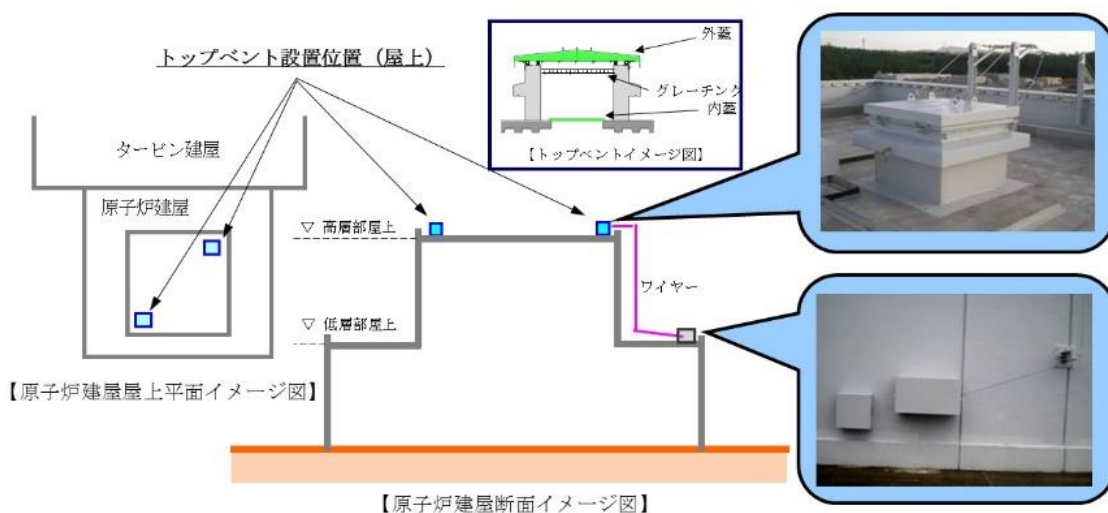 トップベント設置位置（屋上）
外蓋
グレーチング
内蓋
【トップベントイメージ図】
タービン建屋
原子炉建屋
▽ 高層部屋上
ワイヤー
▽ 低層部屋上
【原子炉建屋屋上平面イメージ図】
【原子炉建屋断面イメージ図】